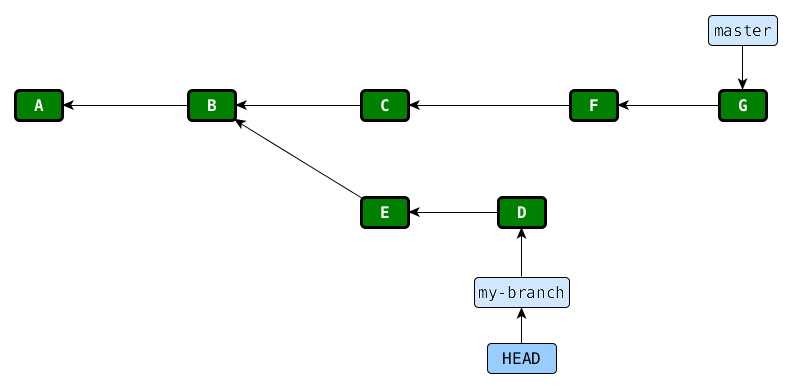 master
A B C F G
E D
my-branch
HEAD